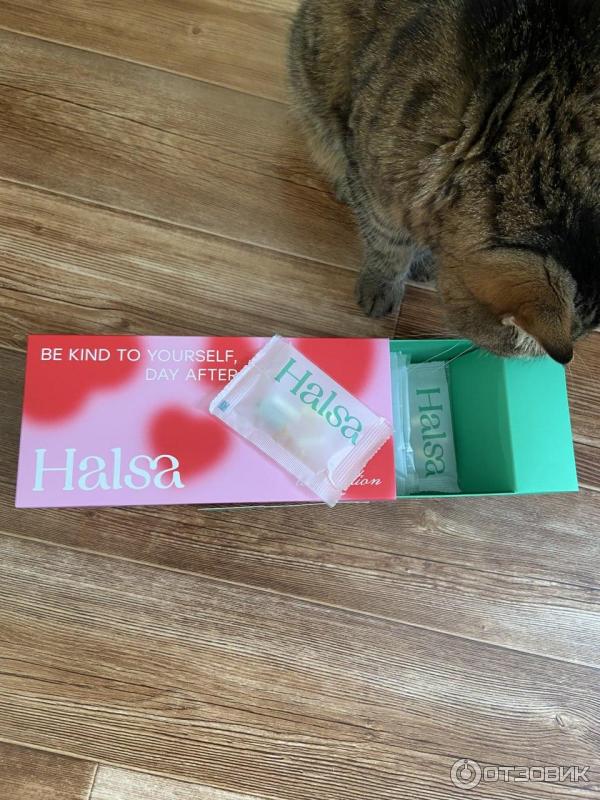 BE KIND TO YOURSELF,
DAY AFTER
Halsa
Halsa
Halsa
ОТЗОВИК